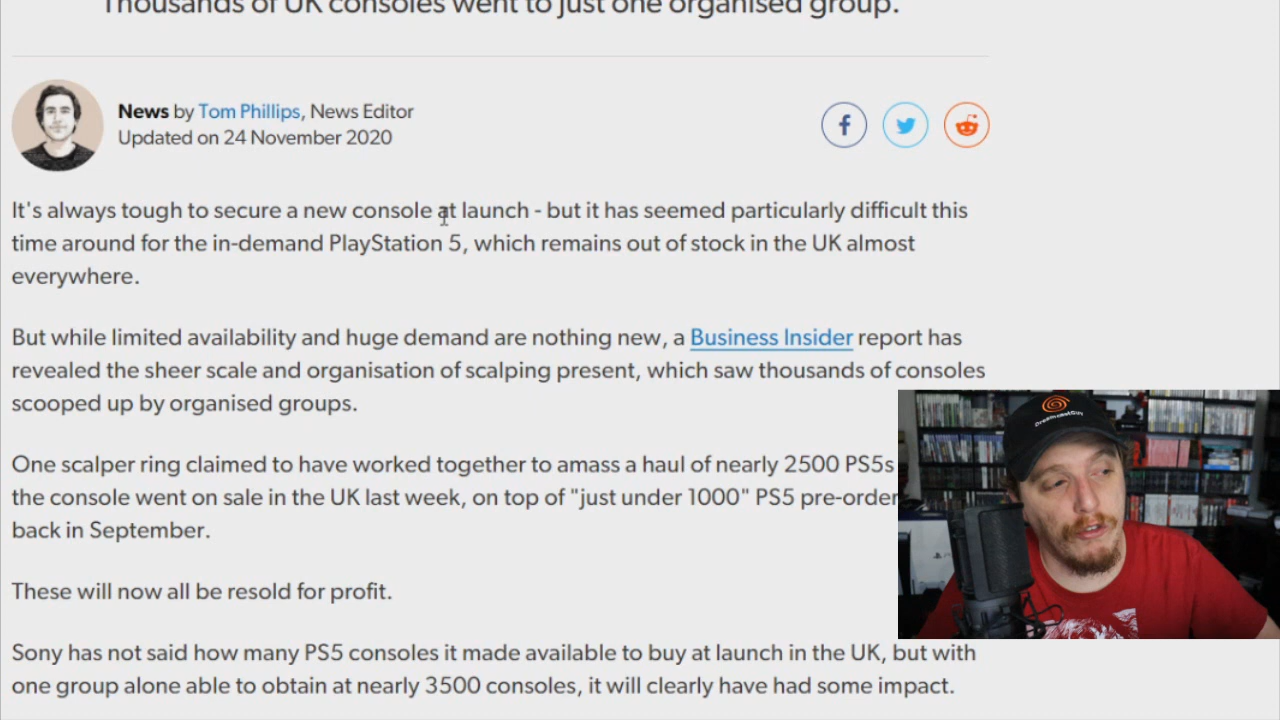 Thousands of UK consoles went to just one organised group.
News by Tom Phillips, News Editor
Updated on 24 November 2020
It's always tough to secure a new console at launch - but it has seemed particularly difficult this
time around for the in-demand PlayStation 5, which remains out of stock in the UK almost
everywhere.
But while limited availability and huge demand are nothing new, a Business Insider report has
revealed the sheer scale and organisation of scalping present, which saw thousands of consoles
scooped up by organised groups.
One scalper ring claimed to have worked together to amass a haul of nearly 2500 PS5s
the console went on sale in the UK last week, on top of "just under 1000" PS5 pre-order
back in September.
These will now all be resold for profit.
Sony has not said how many PS5 consoles it made available to buy at launch in the UK, but with
one group alone able to obtain at nearly 3500 consoles, it will clearly have had some impact.